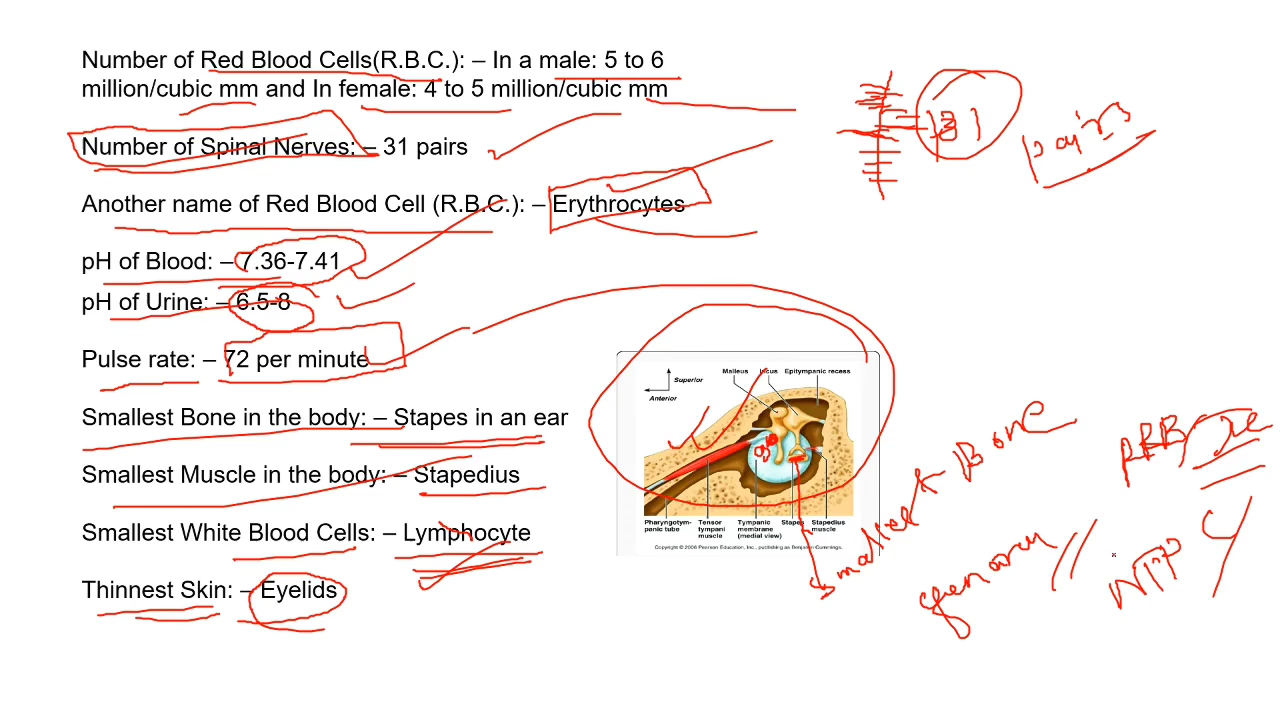 Number of Red Blood Cells(R.B.C.): – In a male: 5 to 6
million/cubic mm and In female: 4 to 5 million/cubic mm
Number of Spinal Nerves: – 31 pairs
31
pairs
Another name of Red Blood Cell (R.B.C.): – Erythrocytes
pH of Blood: – 7.36-7.41
pH of Urine: – 6.5-8
Pulse rate: – 72 per minute
Smallest Bone in the body: – Stapes in an ear
Smallest Muscle in the body: – Stapedius
Smallest White Blood Cells: – Lymphocyte
Thinnest Skin: – Eyelids
Superior
Anterior
Malleus Incus Epitympanic recess
Pharyngotym-
panic tube
Tensor
tympani
muscle
Tympanic
membrane
(medial view)
Stapes
Stapedius
muscle
Copyright © 2008 Pearson Education, Inc., publishing as Benjamin Cummings.
smallest Bone
RRB JE